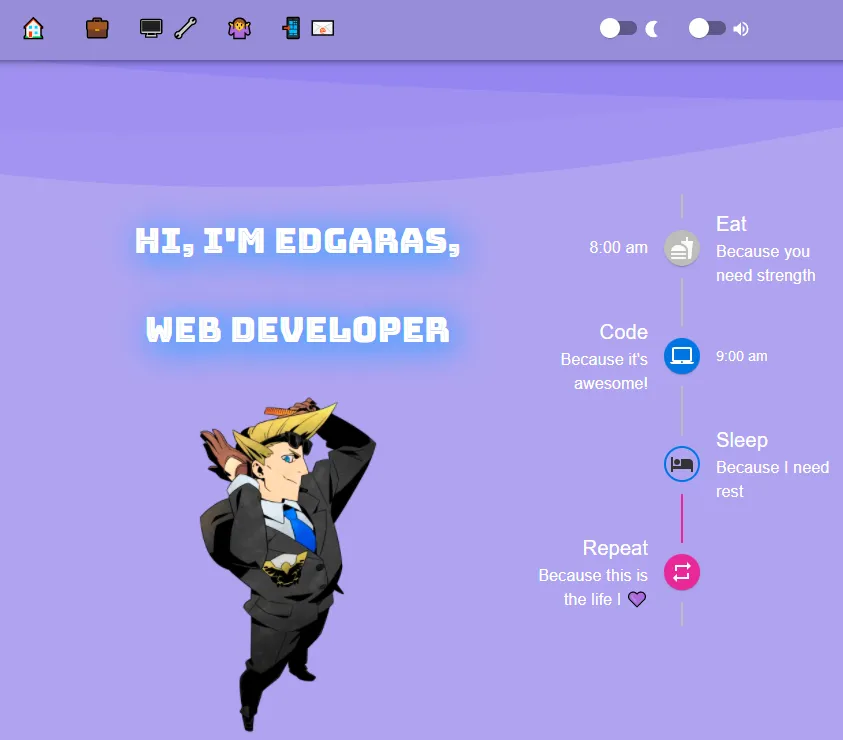 HI, I'M EDGARAS,
WEB DEVELOPER
8:00 am
Eat
Because you
need strength
Code
Because it's
awesome!
9:00 am
Sleep
Because I need
rest
Repeat
Because this is
the life I 💜